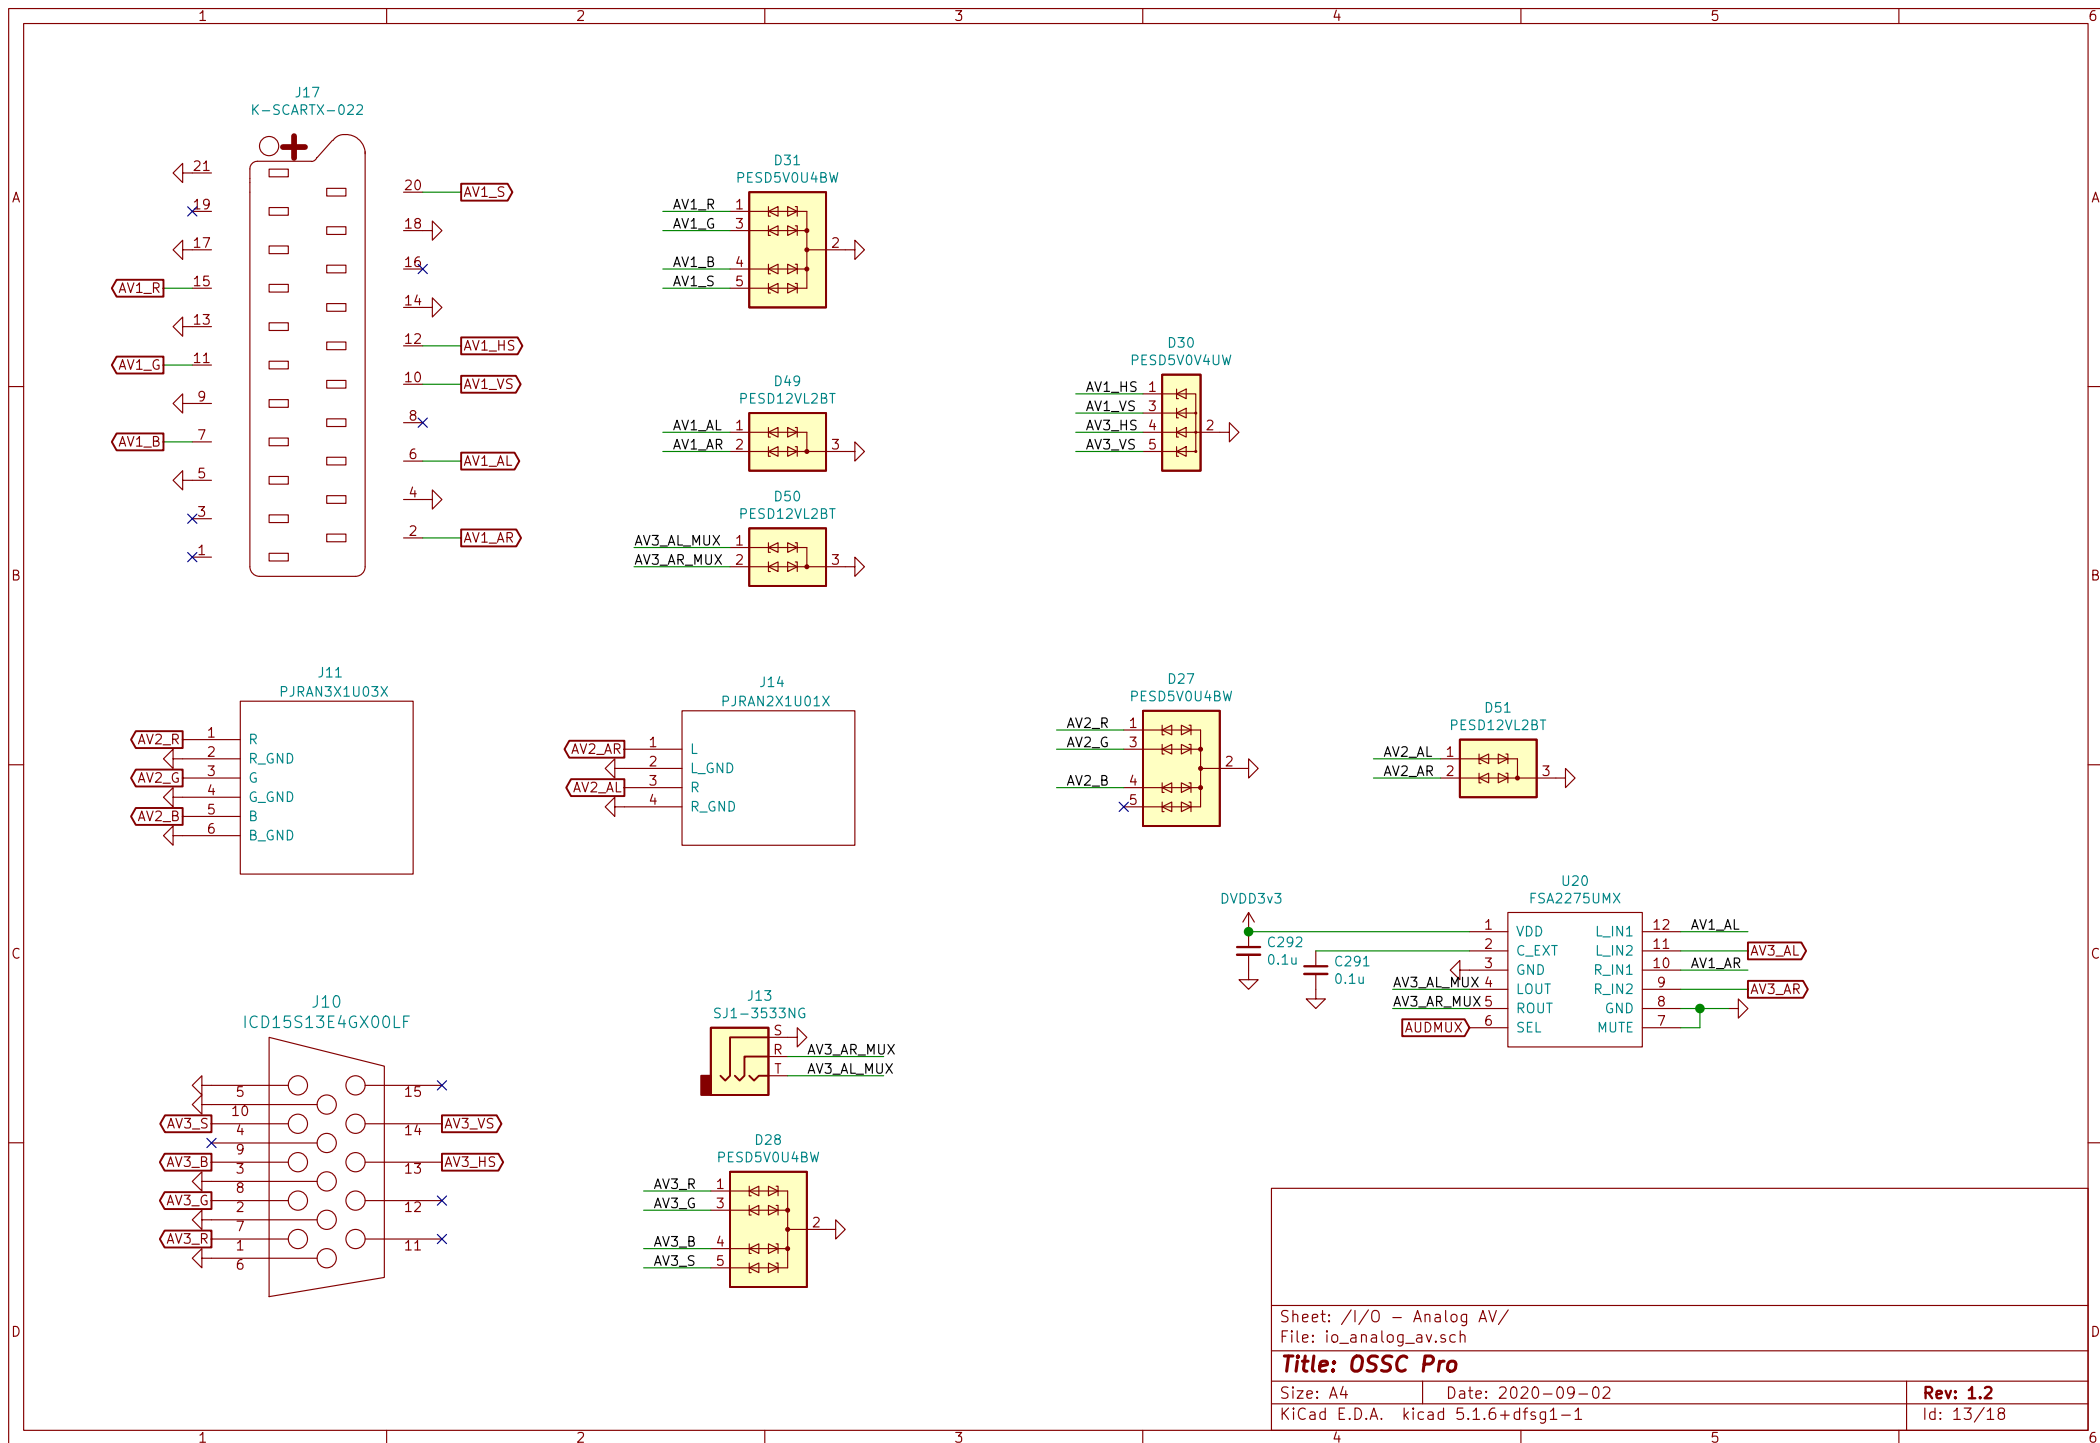 1 2 3 4 5 6
A A
B B
C C
D D
J17
K-SCARTX-022
21
20 AV1_S
19
18
17
16
AV1_R 15
14
13
12 AV1_HS
AV1_G 11
10 AV1_VS
9
8
AV1_B 7
6 AV1_AL
5
4
3
2 AV1_AR
1
D31
PESD5V0U4BW
AV1_R 1
AV1_G 3
2
AV1_B 4
AV1_S 5
D49
PESD12VL2BT
AV1_AL 1
AV1_AR 2 3
D50
PESD12VL2BT
AV3_AL_MUX 1
AV3_AR_MUX 2 3
D30
PESD5V0V4UW
AV1_HS 1
AV1_VS 3
AV3_HS 4 2
AV3_VS 5
J11
PJRAN3X1U03X
AV2_R 1 R
2 R_GND
AV2_G 3 G
4 G_GND
AV2_B 5 B
6 B_GND
J14
PJRAN2X1U01X
AV2_AR 1 L
2 L_GND
AV2_AL 3 R
4 R_GND
D27
PESD5V0U4BW
AV2_R 1
AV2_G 3
2
AV2_B 4
5
D51
PESD12VL2BT
AV2_AL 1
AV2_AR 2 3
U20
FSA2275UMX
DVDD3v3
C292
0.1u
C291
0.1u
1 VDD L_IN1 12 AV1_AL
2 C_EXT L_IN2 11 AV3_AL
3 GND R_IN1 10 AV1_AR
AV3_AL_MUX 4 LOUT R_IN2 9 AV3_AR
AV3_AR_MUX 5 ROUT GND 8
AUDMUX 6 SEL MUTE 7
J10
ICD15S13E4GX00LF
5 15
10
AV3_S 4 14 AV3_VS
9
AV3_B 3 13 AV3_HS
8
AV3_G 2 12
7
AV3_R 1 11
6
J13
SJ1-3533NG
S
R AV3_AR_MUX
T AV3_AL_MUX
D28
PESD5V0U4BW
AV3_R 1
AV3_G 3
2
AV3_B 4
AV3_S 5
Sheet: /I/O - Analog AV/
File: io_analog_av.sch
Title: OSSC Pro
Size: A4 Date: 2020-09-02 Rev: 1.2
KiCad E.D.A. kicad 5.1.6+dfsg1-1 Id: 13/18
1 2 3 4 5 6